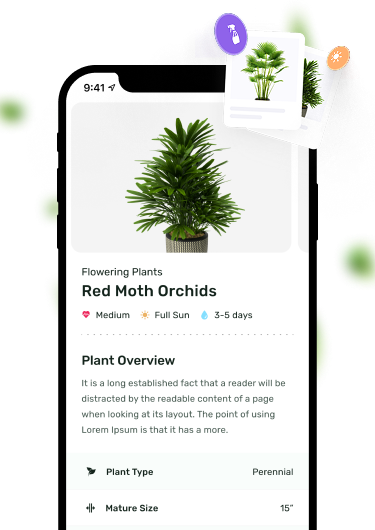 9:41
Flowering Plants
Red Moth Orchids
Medium Full Sun 3-5 days
Plant Overview
It is a long established fact that a reader will be
distracted by the readable content of a page
when looking at its layout. The point of using
Lorem Ipsum is that it has a more.
Plant Type Perennial
Mature Size 15"